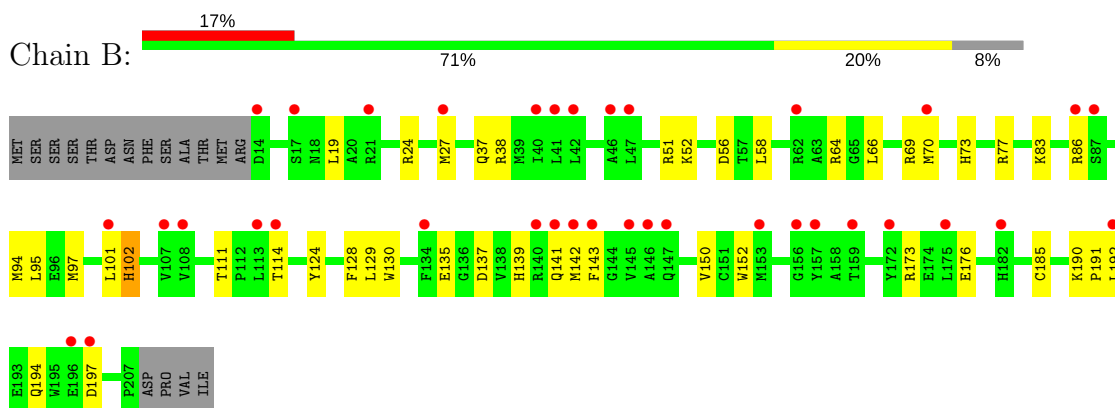 17%
Chain B:
71% 20% 8%
MET SER SER SER THR ASP ASN PHE SER ALA THR MET ARG D14 S17 N18 L19 A20 R21 R24 M27 Q37 R38 M39 I40 L41 L42 A46 L47 R51 K52 D56 T57 L58 R62 A63 R64 G65 L66 R69 M70 H73 R77 K83 R86 S87
M94 L95 E96 M97 L101 H102 V107 V108 T111 P112 L113 T114 Y124 F128 L129 W130 F134 E135 G136 D137 V138 H139 R140 Q141 M142 F143 G144 V145 A146 Q147 V150 C151 W152 M153 G156 Y157 A158 T159 Y172 R173 E174 L175 E176 H182 C185 K190 P191 L192
E193 Q194 W195 E196 D197 P207 ASP PRO VAL ILE